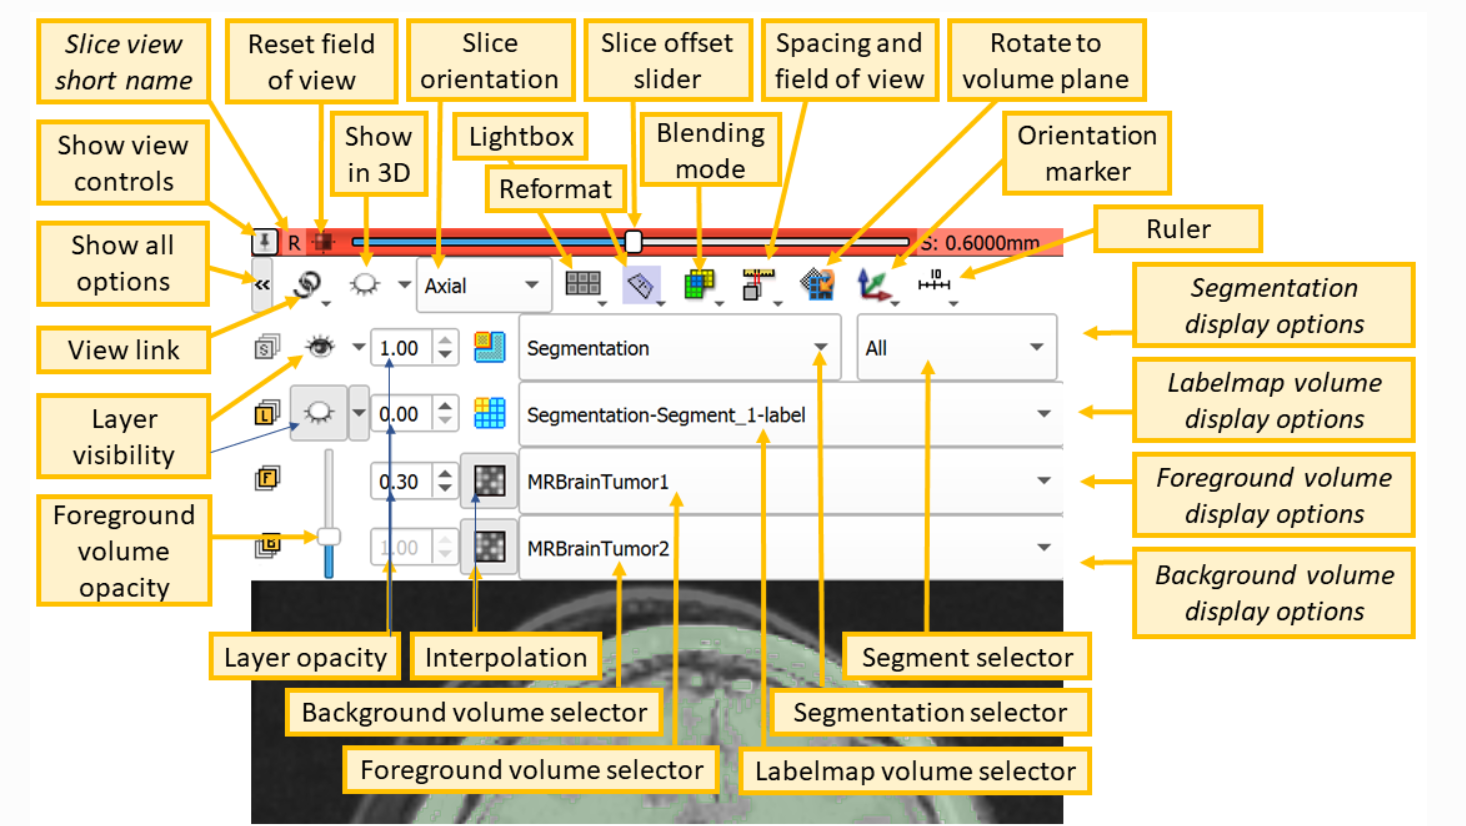 Slice view
short name
Reset field
of view
Slice
orientation
Slice offset
slider
Spacing and
field of view
Rotate to
volume plane
Show view
controls
Show
in 3D
Lightbox
Reformat
Blending
mode
Orientation
marker
Show all
options
Ruler
R
S: 0.6000mm
Axial
10
View link
Segmentation
display options
S
1.00
Segmentation
All
Layer
visibility
Labelmap volume
display options
L
0.00
Segmentation-Segment_1-label
Foreground volume
display options
F
0.30
MRBrainTumor1
Foreground
volume
opacity
B
1.00
MRBrainTumor2
Background volume
display options
Layer opacity
Interpolation
Segment selector
Background volume selector
Segmentation selector
Foreground volume selector
Labelmap volume selector